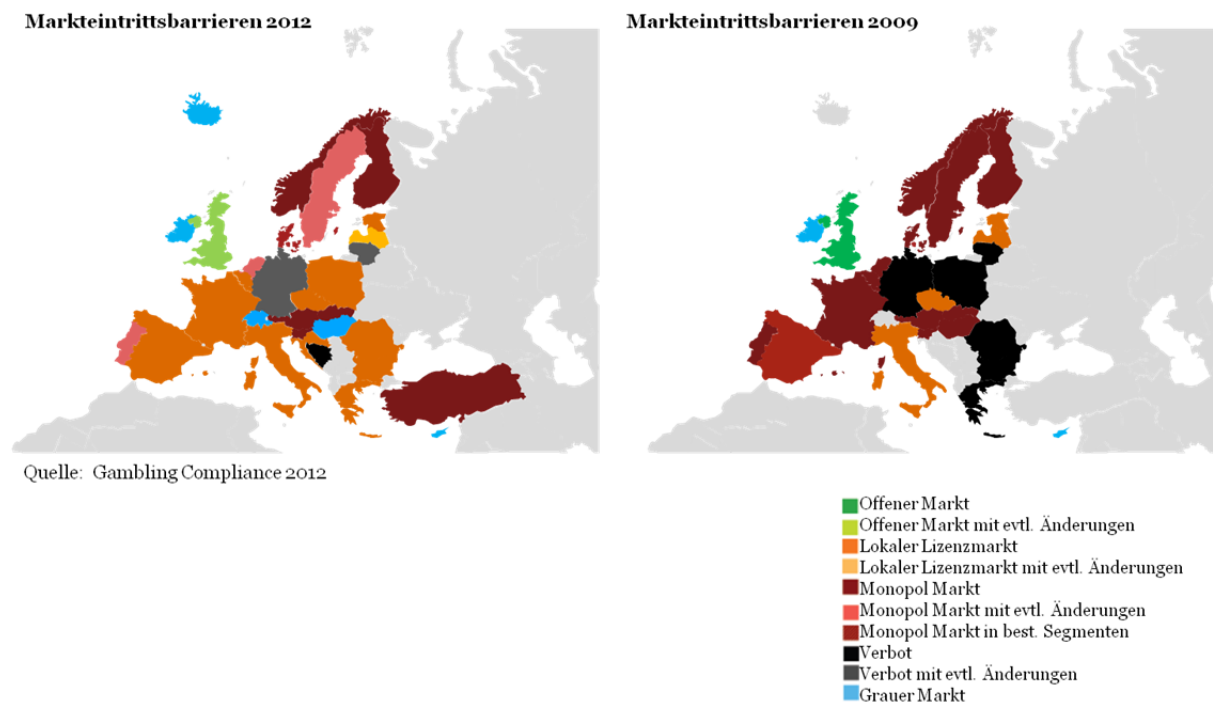 Markteintrittsbarrieren 2012
Markteintrittsbarrieren 2009
Quelle: Gambling Compliance 2012
Offener Markt
Offener Markt mit evtl. Änderungen
Lokaler Lizenzmarkt
Lokaler Lizenzmarkt mit evtl. Änderungen
Monopol Markt
Monopol Markt mit evtl. Änderungen
Monopol Markt in best. Segmenten
Verbot
Verbot mit evtl. Änderungen
Grauer Markt